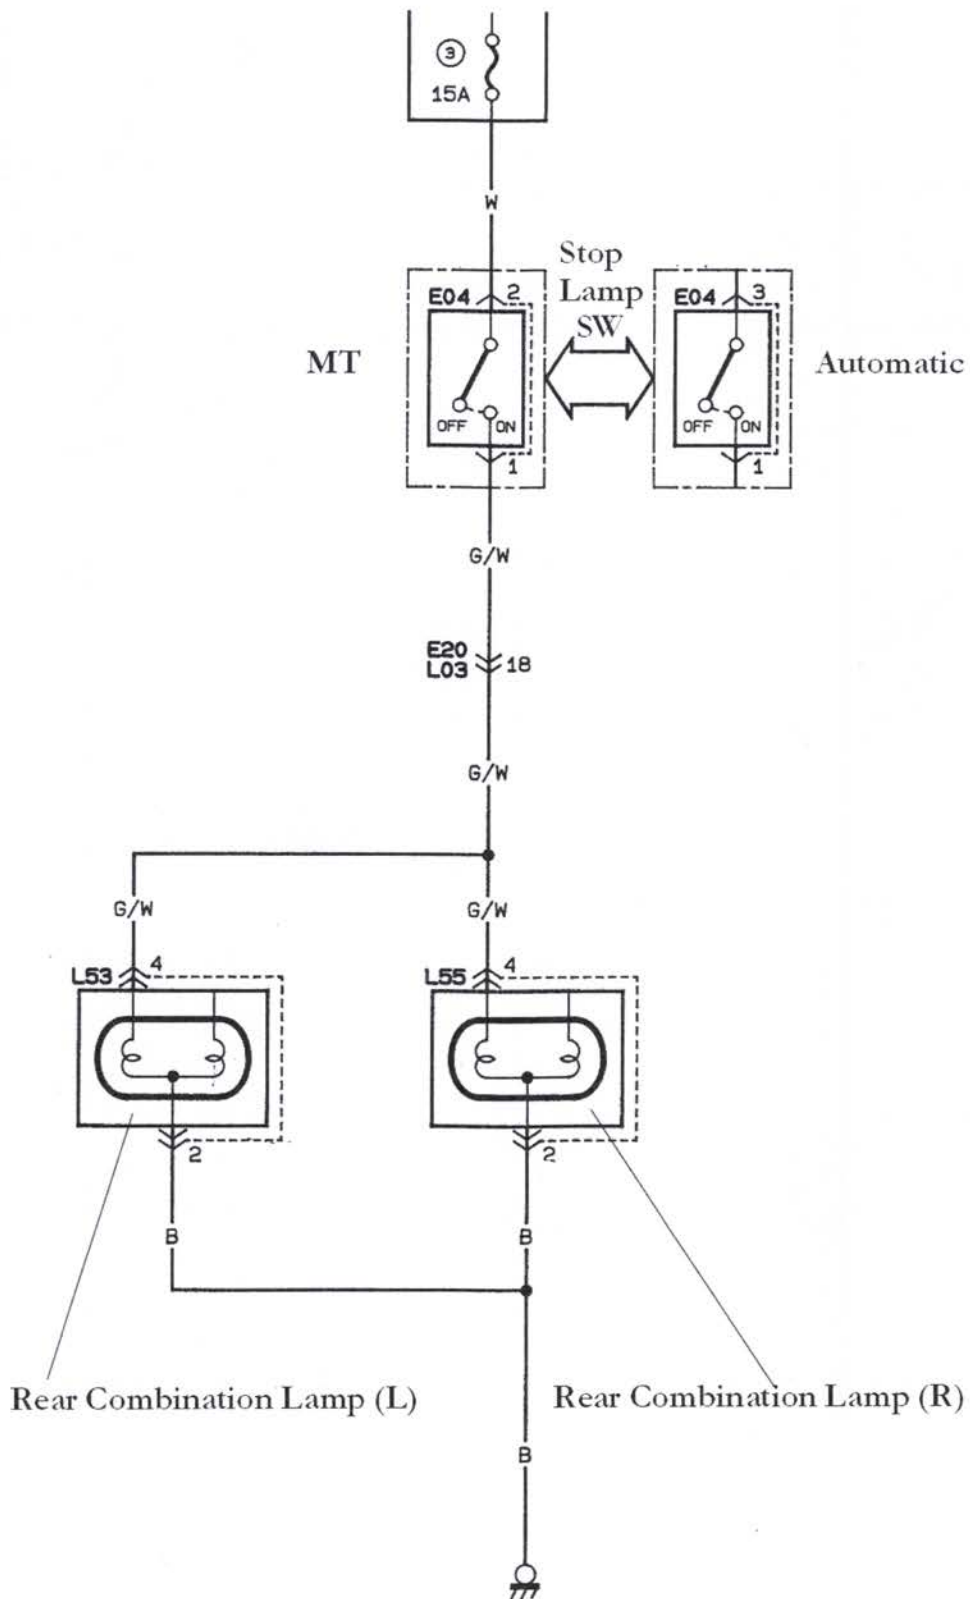 3
15A
W
Stop
Lamp
SW
E04 2
E04 3
MT
Automatic
OFF ON
OFF ON
1
1
G/W
E20
L03
18
G/W
G/W
G/W
L53 4
L55 4
2
2
B
B
Rear Combination Lamp (L)
Rear Combination Lamp (R)
B